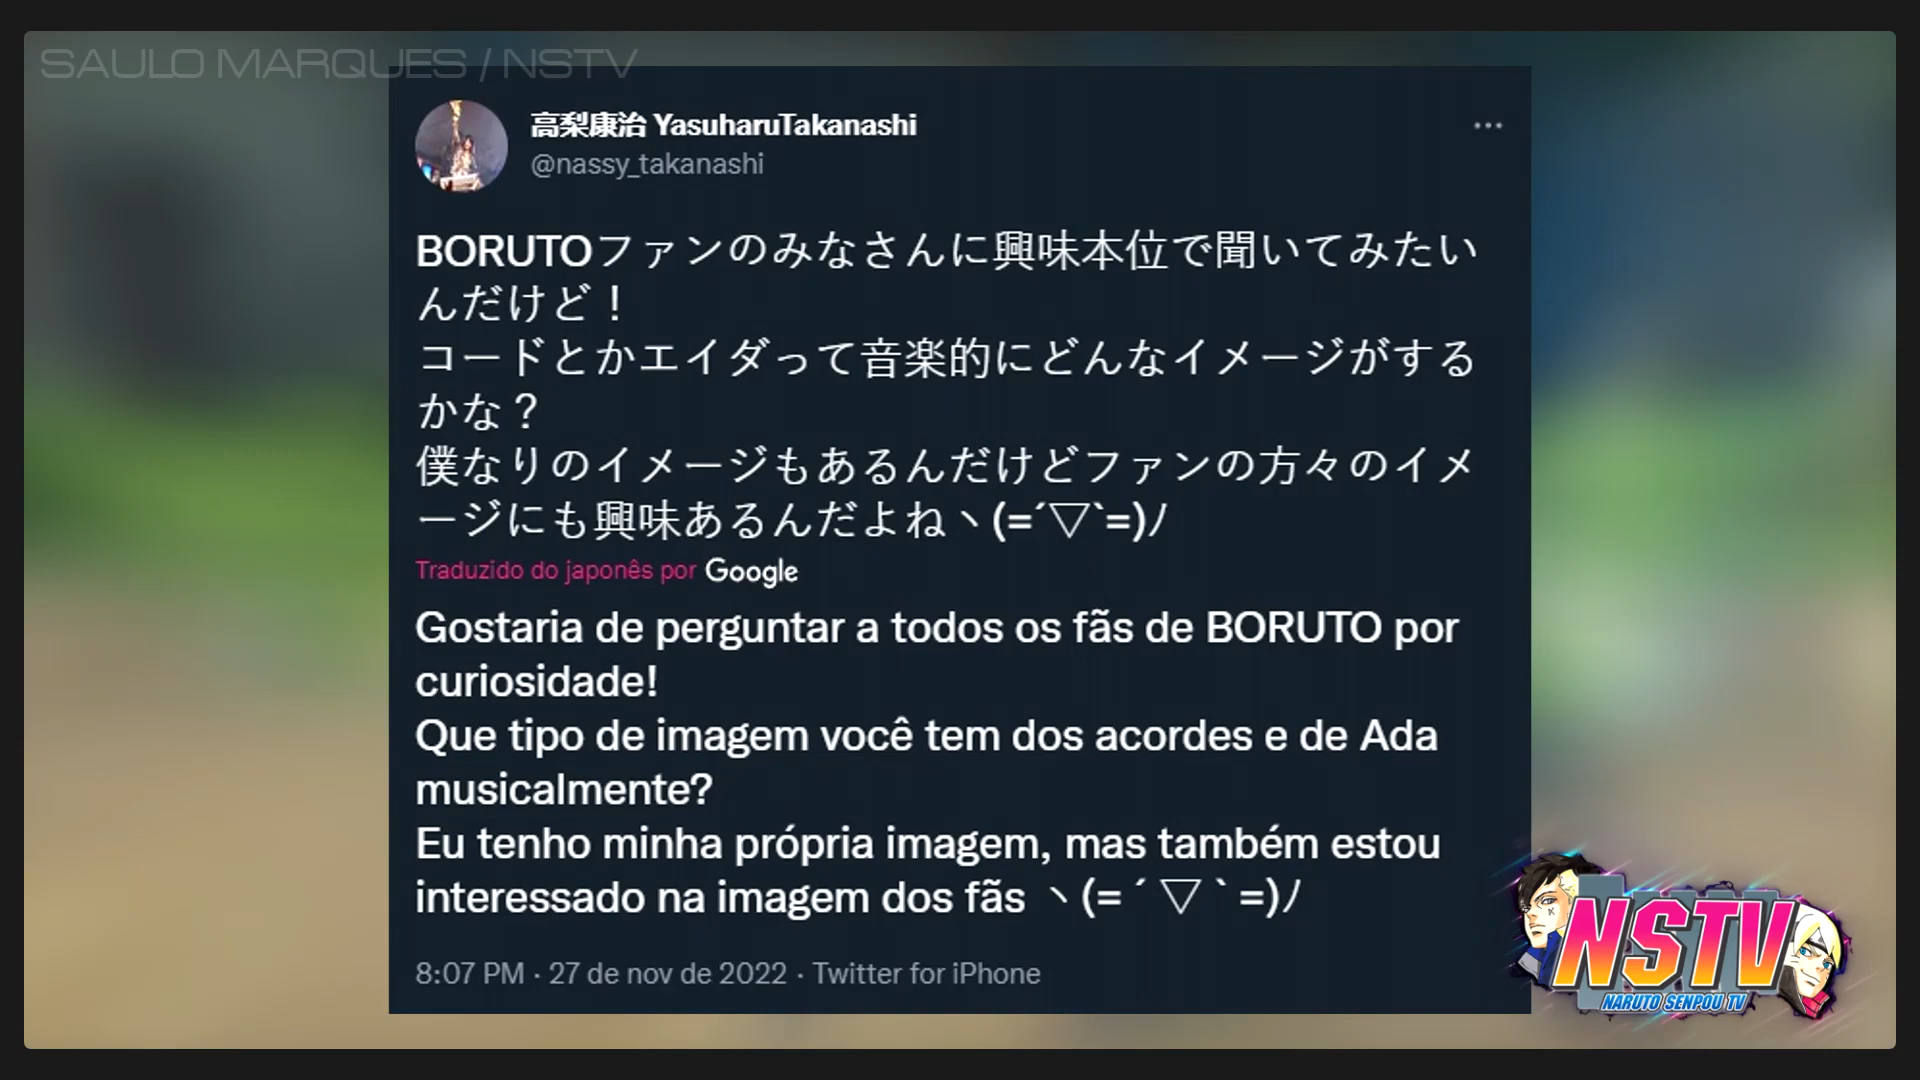 SAULO MARQUES / NSTV
高梨康治 YasuharuTakanashi
@nassy_takanashi
BORUTOファンのみなさんに興味本位で聞いてみたい
んだけど！
コードとかエイダって音楽的にどんなイメージがする
かな？
僕なりのイメージもあるんだけどファンの方々のイメ
ージにも興味あるんだよねヽ(=´▽`=)ﾉ
Traduzido do japonês por Google
Gostaria de perguntar a todos os fãs de BORUTO por
curiosidade!
Que tipo de imagem você tem dos acordes e de Ada
musicalmente?
Eu tenho minha própria imagem, mas também estou
interessado na imagem dos fãs ヽ(= ´ ▽ ` =)ﾉ
8:07 PM · 27 de nov de 2022 · Twitter for iPhone
NSTV
NARUTO SENPOU TV